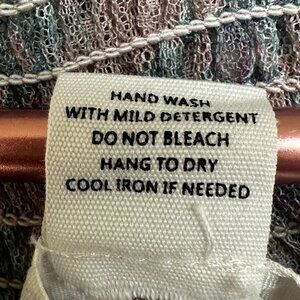 HAND WASH
WITH MILD DETERGENT
DO NOT BLEACH
HANG TO DRY
COOL IRON IF NEEDED